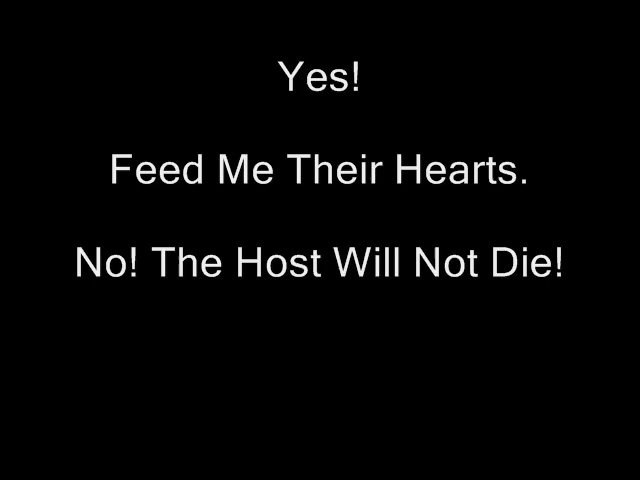 Yes!
Feed Me Their Hearts.
No! The Host Will Not Die!